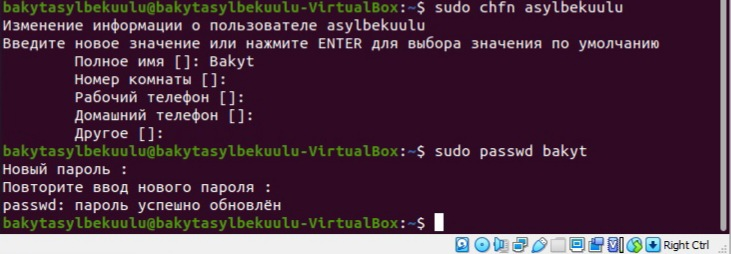 bakytasylbekuulu@bakytasylbekuulu-VirtualBox:~$ sudo chfn asylbekuulu
Изменение информации о пользователе asylbekuulu
Введите новое значение или нажмите ENTER для выбора значения по умолчанию
Полное имя []: Bakyt
Номер комнаты []:
Рабочий телефон []:
Домашний телефон []:
Другое []:
bakytasylbekuulu@bakytasylbekuulu-VirtualBox:~$ sudo passwd bakyt
Новый пароль :
Повторите ввод нового пароля :
passwd: пароль успешно обновлён
bakytasylbekuulu@bakytasylbekuulu-VirtualBox:~$
Right Ctrl